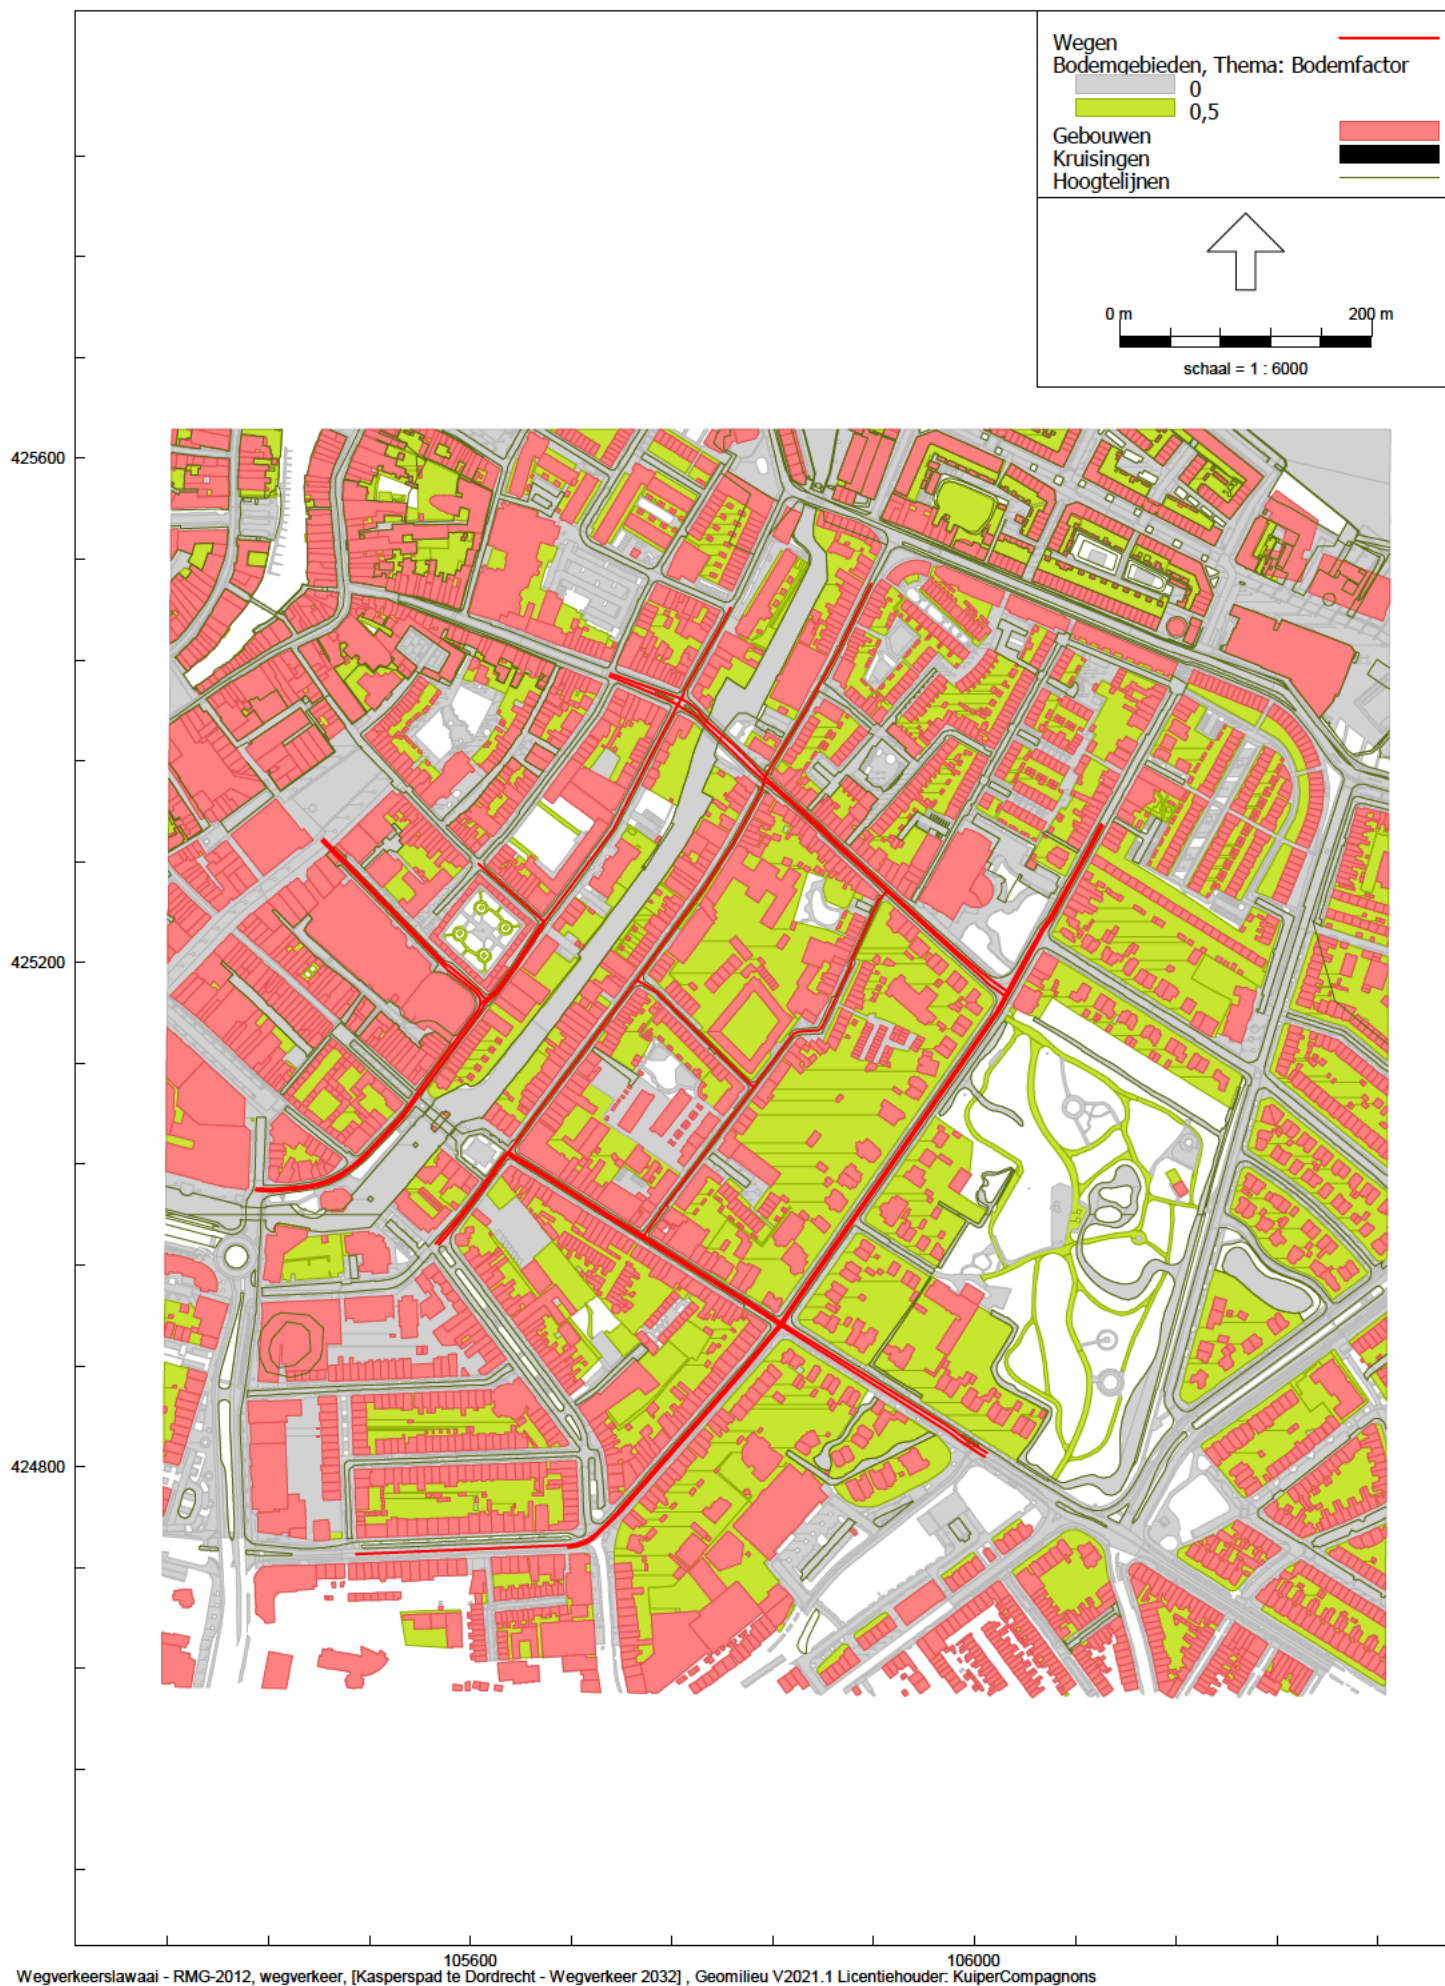 Wegen
Bodemgebieden, Thema: Bodemfactor
0
0,5
Gebouwen
Kruisingen
Hoogtelijnen
0 m 200 m
schaal = 1 : 6000
425600
425200
424800
105600 106000
Wegverkeerslawaai - RMG-2012, wegverkeer, [Kasperspad te Dordrecht - Wegverkeer 2032] , Geomilieu V2021.1 Licentiehouder: KuiperCompagnons